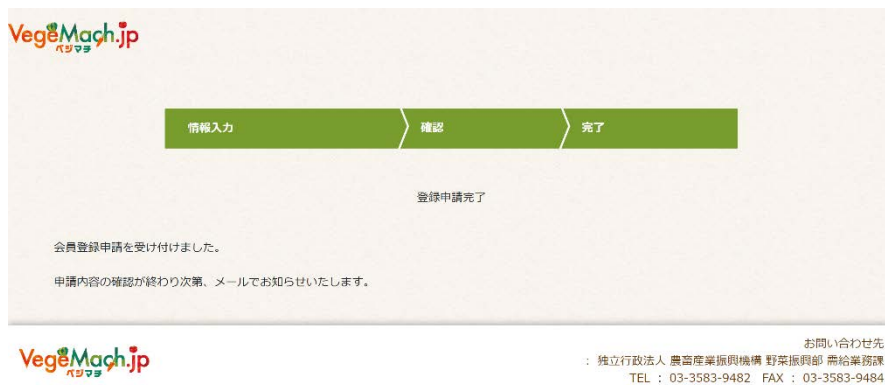 VegeMach.jp
ベジマチ
情報入力
確認
完了
登録申請完了
会員登録申請を受け付けました。
申請内容の確認が終わり次第、メールでお知らせいたします。
お問い合わせ先
VegeMach.jp
ベジマチ
: 独立行政法人 農畜産業振興機構 野菜振興部 需給業務課
TEL : 03-3583-9482 FAX : 03-3583-9484